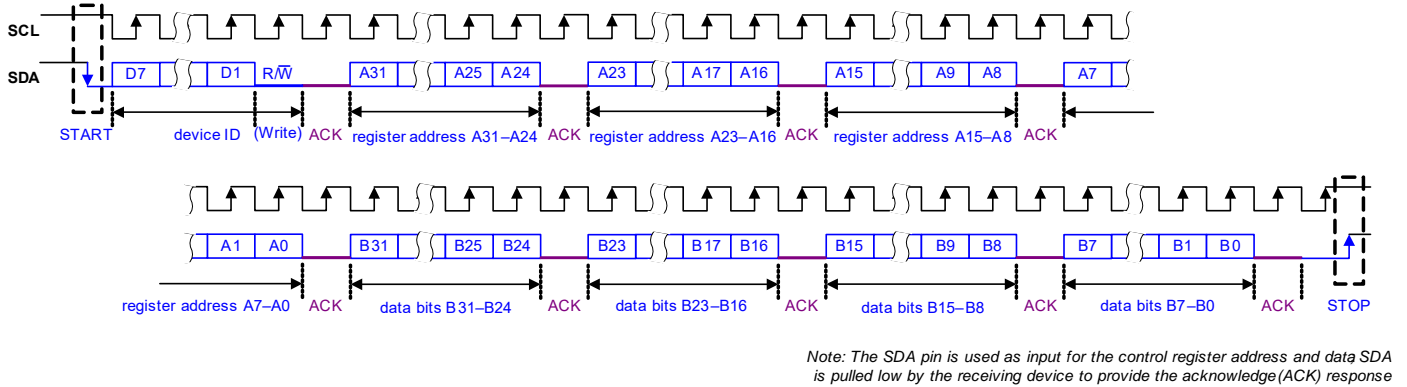 SCL
SDA D7 D1 R/W̅ A31 A25 A24 A23 A17 A16 A15 A9 A8 A7
START device ID (Write) ACK register address A31–A24 ACK register address A23–A16 ACK register address A15–A8 ACK
A1 A0 B31 B25 B24 B23 B17 B16 B15 B9 B8 B7 B1 B0
register address A7–A0 ACK data bits B31–B24 ACK data bits B23–B16 ACK data bits B15–B8 ACK data bits B7–B0 ACK STOP
Note: The SDA pin is used as input for the control register address and data; SDA
is pulled low by the receiving device to provide the acknowledge (ACK) response